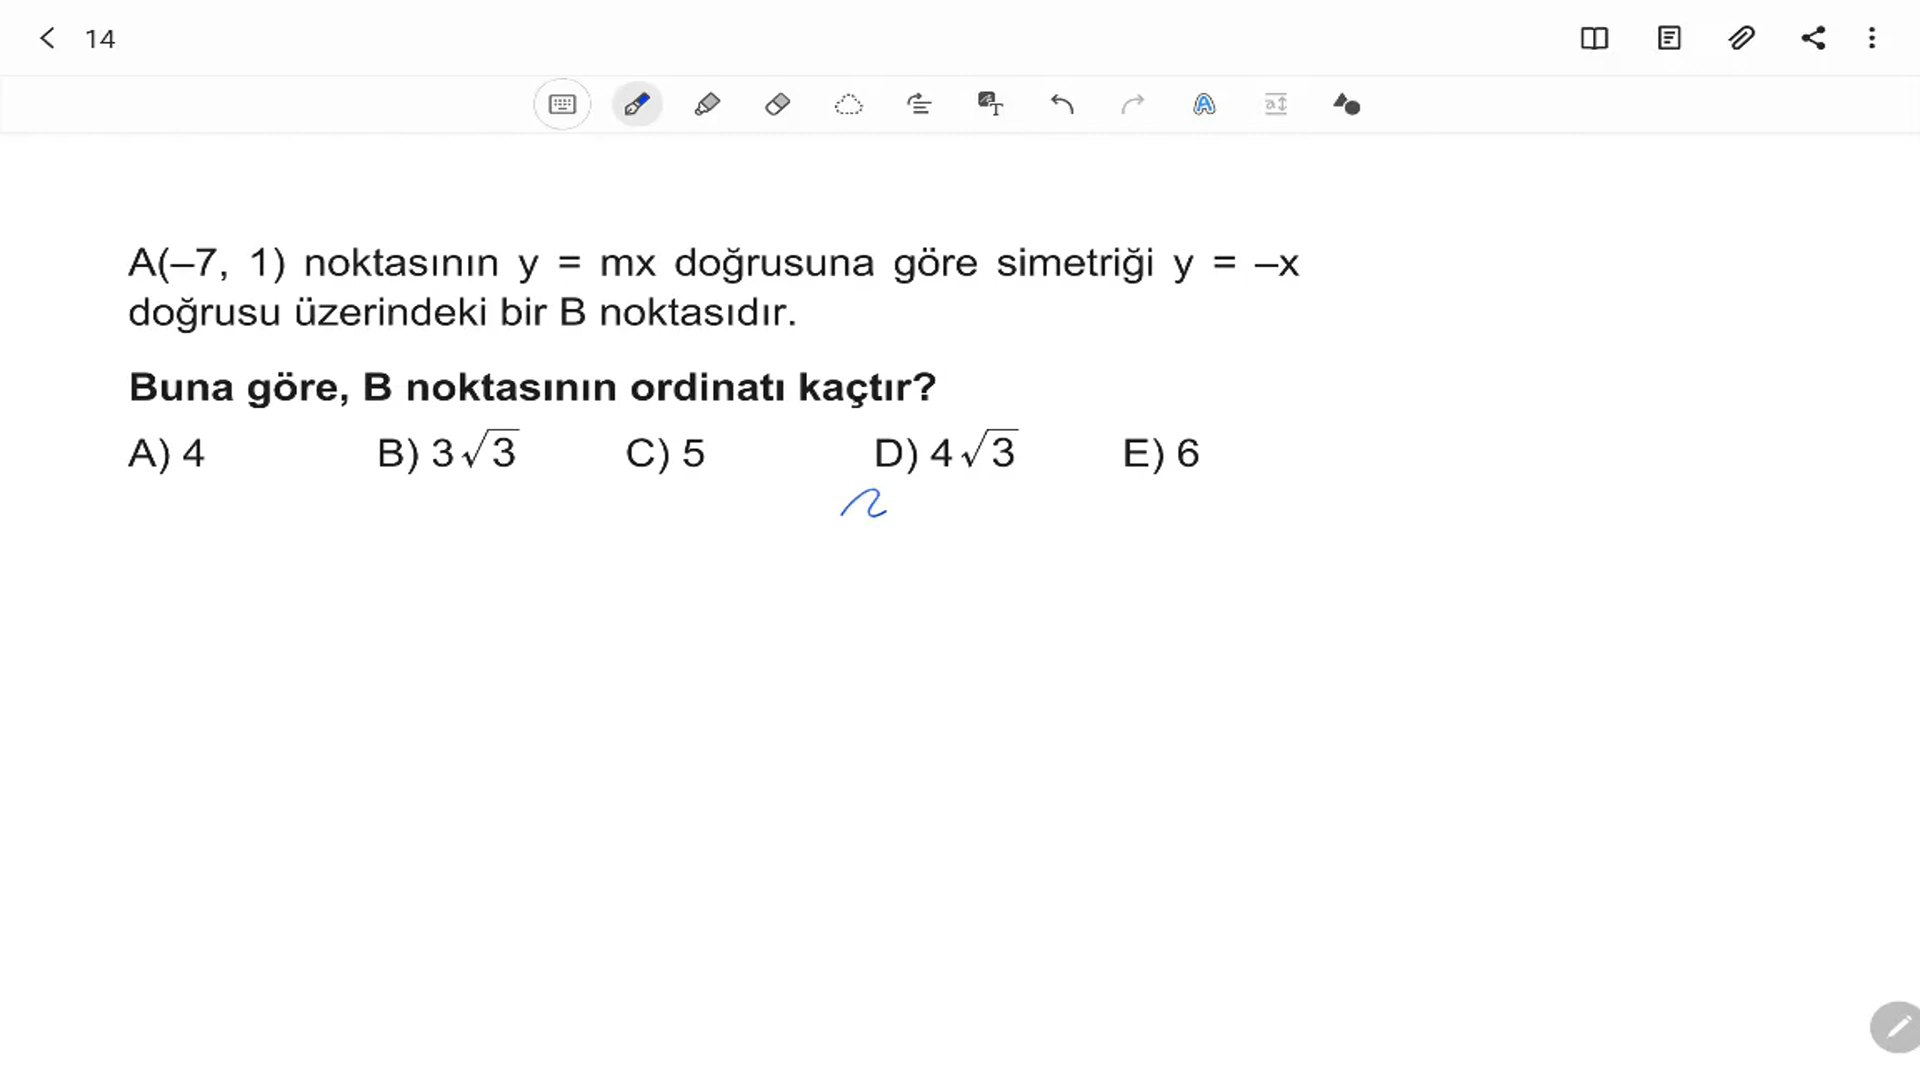 14
A(–7, 1) noktasının y = mx doğrusuna göre simetriği y = –x
doğrusu üzerindeki bir B noktasıdır.
Buna göre, B noktasının ordinatı kaçtır?
A) 4 B) 3√3 C) 5 D) 4√3 E) 6